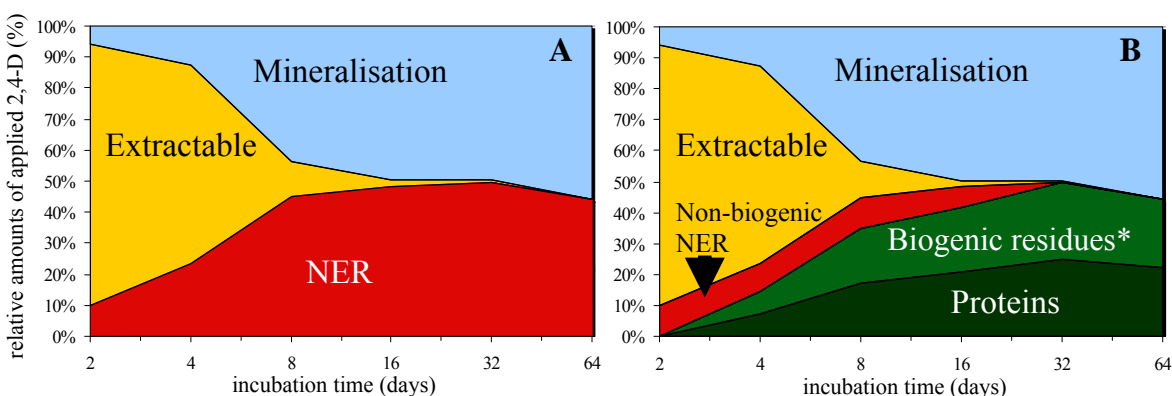 relative amounts of applied 2,4-D (%)
100%
90%
80%
70%
60%
50%
40%
30%
20%
10%
0%
A
Mineralisation
Extractable
NER
2 4 8 16 32 64
incubation time (days)
100%
90%
80%
70%
60%
50%
40%
30%
20%
10%
0%
B
Mineralisation
Extractable
Non-biogenic
NER
Biogenic residues*
Proteins
2 4 8 16 32 64
incubation time (days)